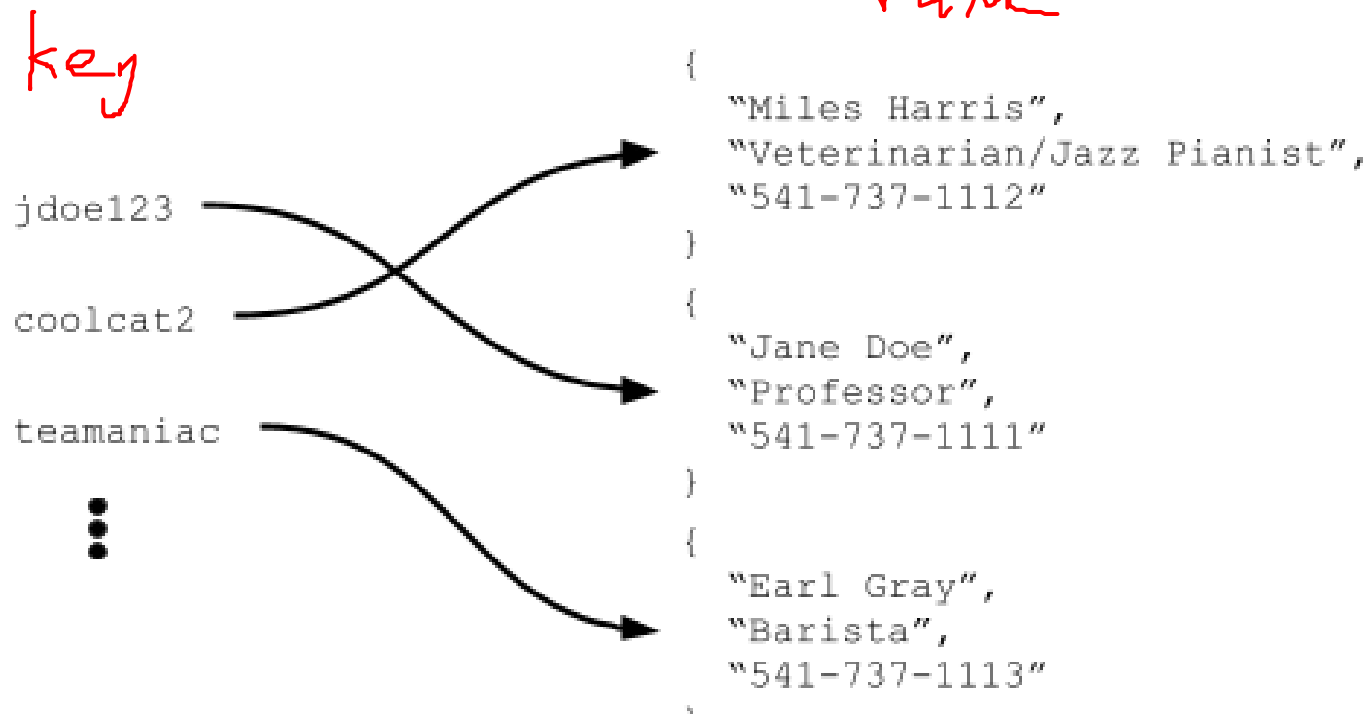 key
{
“Miles Harris”,
“Veterinarian/Jazz Pianist”,
“541-737-1112”
}
jdoe123
coolcat2
teamaniac
{
“Jane Doe”,
“Professor”,
“541-737-1111”
}
{
“Earl Gray”,
“Barista”,
“541-737-1113”
}